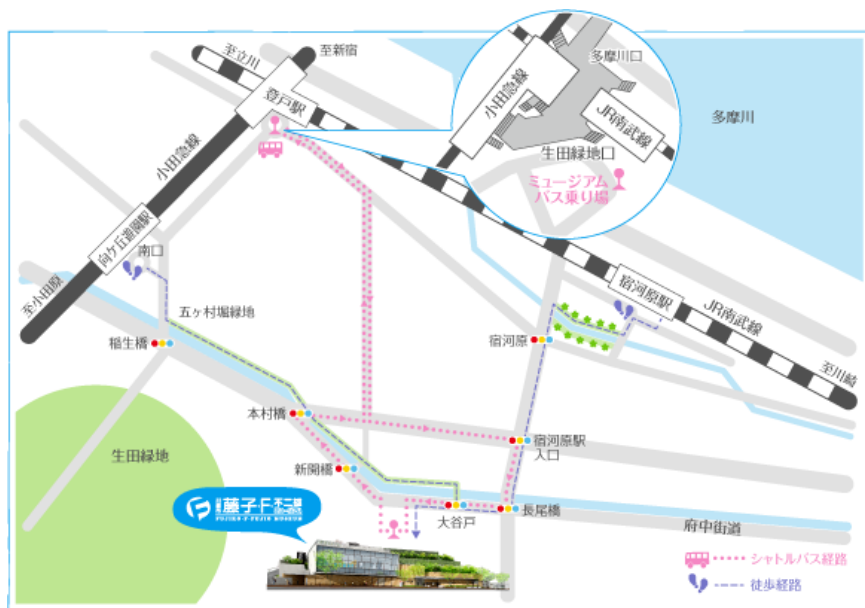 至立川
至新宿
登戸駅
小田急線
向ケ丘遊園駅
南口
至小田原
五ヶ村堀緑地
稲生橋
本村橋
新開橋
生田緑地
藤子・F・不二雄
FUJIKO・F・FUJIO MUSEUM
大谷戸
長尾橋
府中街道
宿河原
宿河原駅
入口
宿河原駅
JR南武線
至川崎
多摩川
多摩川口
小田急線
JR南武線
生田緑地口
ミュージアム
バス乗り場
シャトルバス経路
徒歩経路